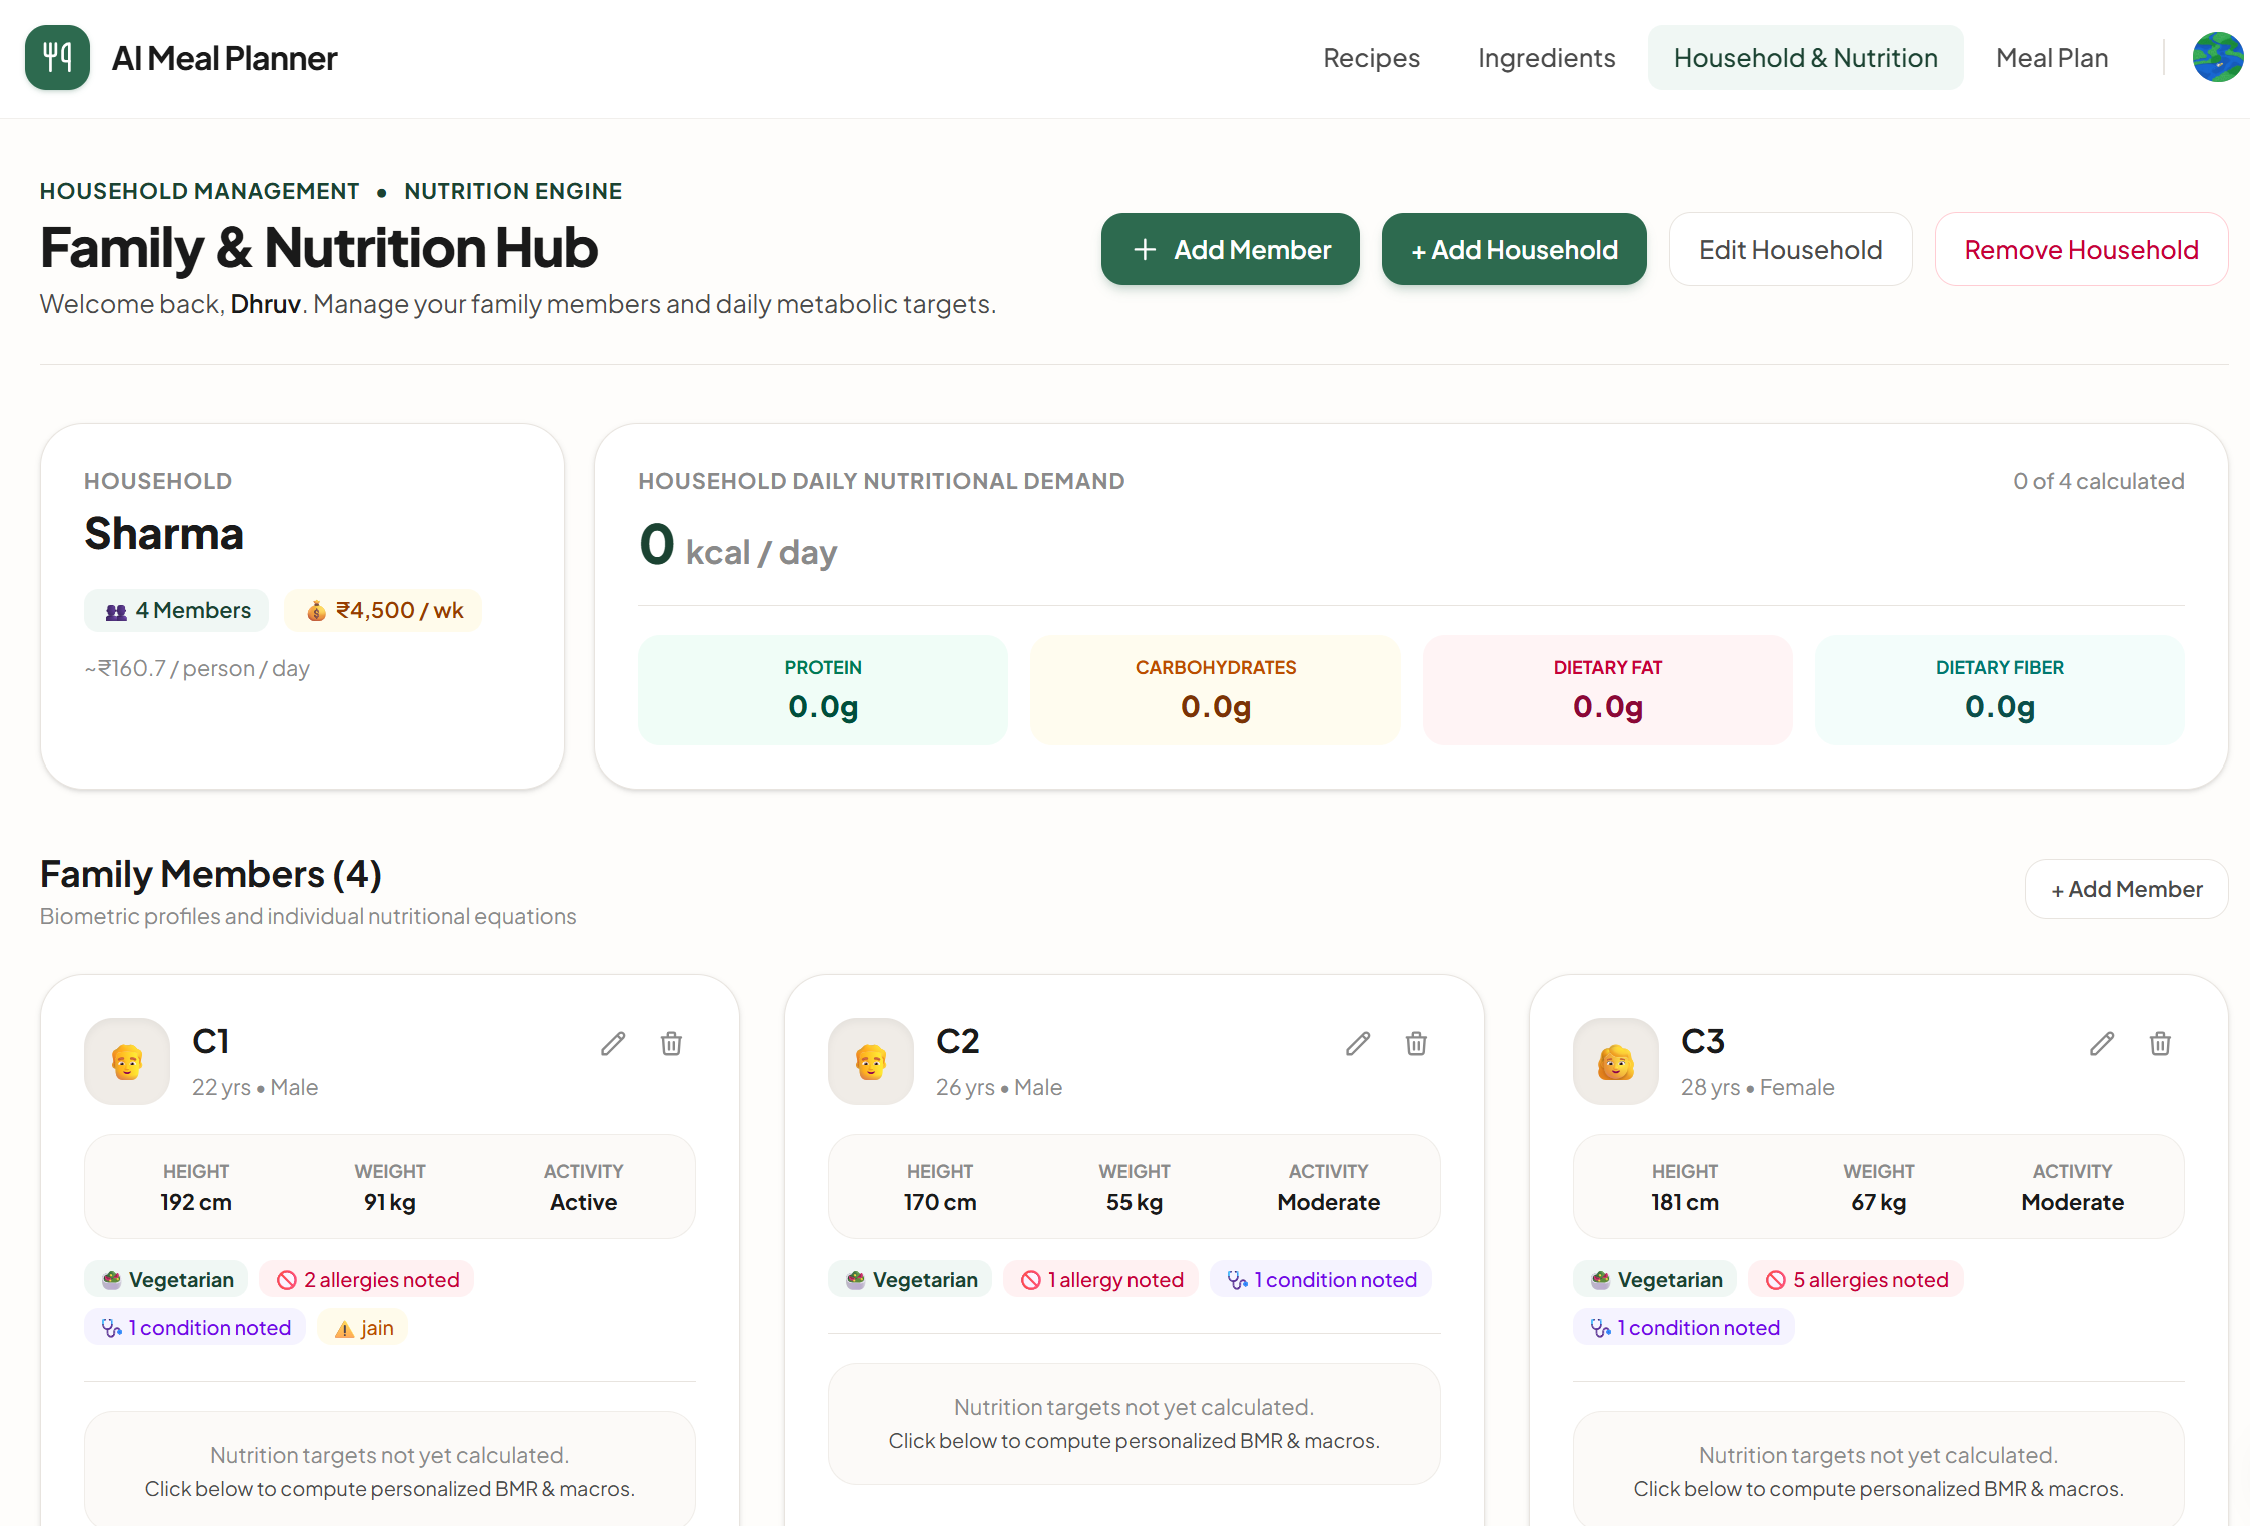 AI Meal Planner
Recipes
Ingredients
Household & Nutrition
Meal Plan
HOUSEHOLD MANAGEMENT • NUTRITION ENGINE
Family & Nutrition Hub
Welcome back, Dhruv. Manage your family members and daily metabolic targets.
+ Add Member
+ Add Household
Edit Household
Remove Household
HOUSEHOLD
Sharma
4 Members
₹4,500 / wk
~₹160.7 / person / day
HOUSEHOLD DAILY NUTRITIONAL DEMAND
0 of 4 calculated
0 kcal / day
PROTEIN
0.0g
CARBOHYDRATES
0.0g
DIETARY FAT
0.0g
DIETARY FIBER
0.0g
Family Members (4)
Biometric profiles and individual nutritional equations
+ Add Member
C1
22 yrs • Male
HEIGHT
192 cm
WEIGHT
91 kg
ACTIVITY
Active
Vegetarian
2 allergies noted
1 condition noted
jain
Nutrition targets not yet calculated.
Click below to compute personalized BMR & macros.
C2
26 yrs • Male
HEIGHT
170 cm
WEIGHT
55 kg
ACTIVITY
Moderate
Vegetarian
1 allergy noted
1 condition noted
Nutrition targets not yet calculated.
Click below to compute personalized BMR & macros.
C3
28 yrs • Female
HEIGHT
181 cm
WEIGHT
67 kg
ACTIVITY
Moderate
Vegetarian
5 allergies noted
1 condition noted
Nutrition targets not yet calculated.
Click below to compute personalized BMR & macros.